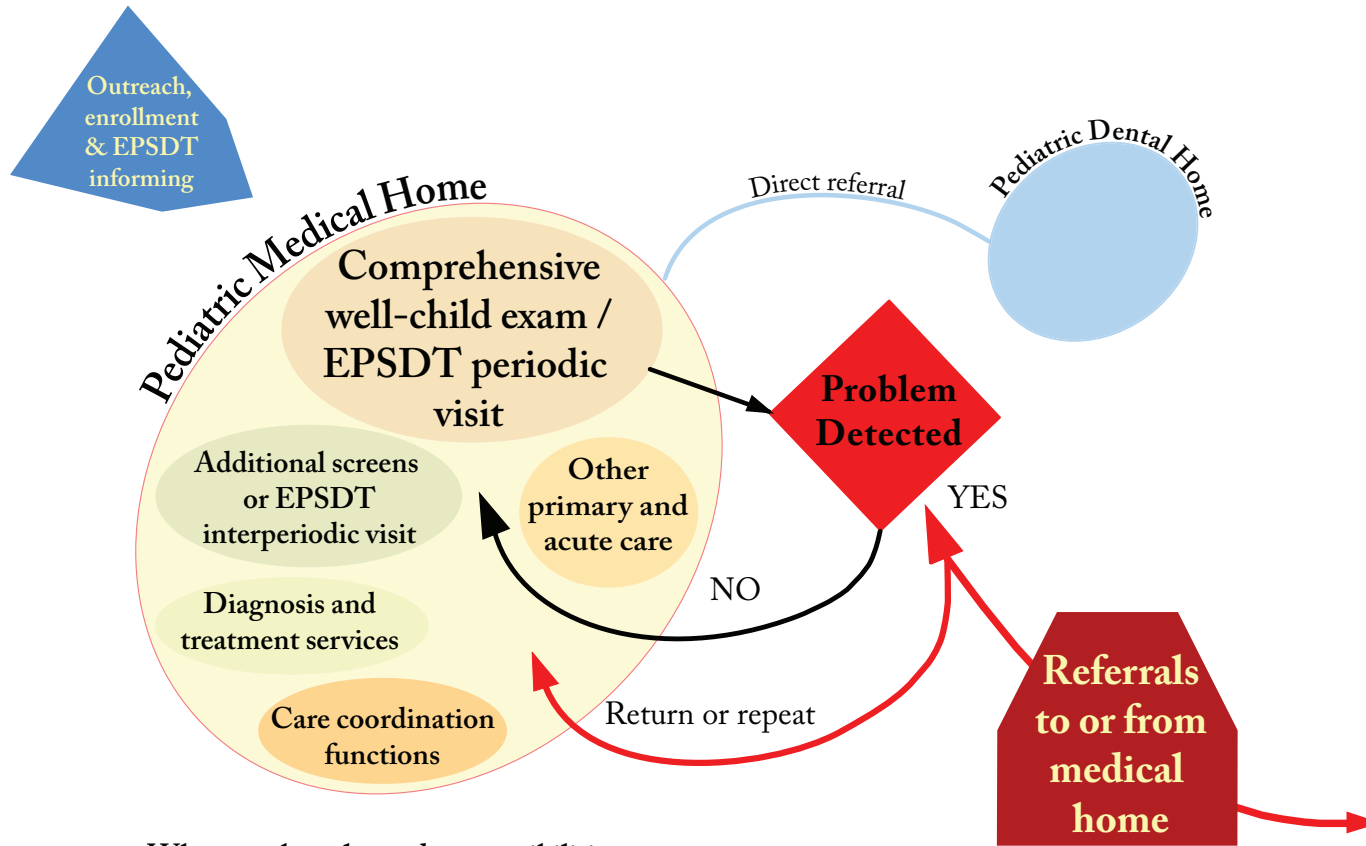 Outreach,
enrollment
& EPSDT
informing
Pediatric Medical Home
Comprehensive
well-child exam /
EPSDT periodic
visit
Direct referral
Pediatric Dental Home
Problem
Detected
Additional screens
or EPSDT
interperiodic visit
Other
primary and
acute care
YES
NO
Diagnosis and
treatment services
Care coordination
functions
Return or repeat
Referrals
to or from
medical
home